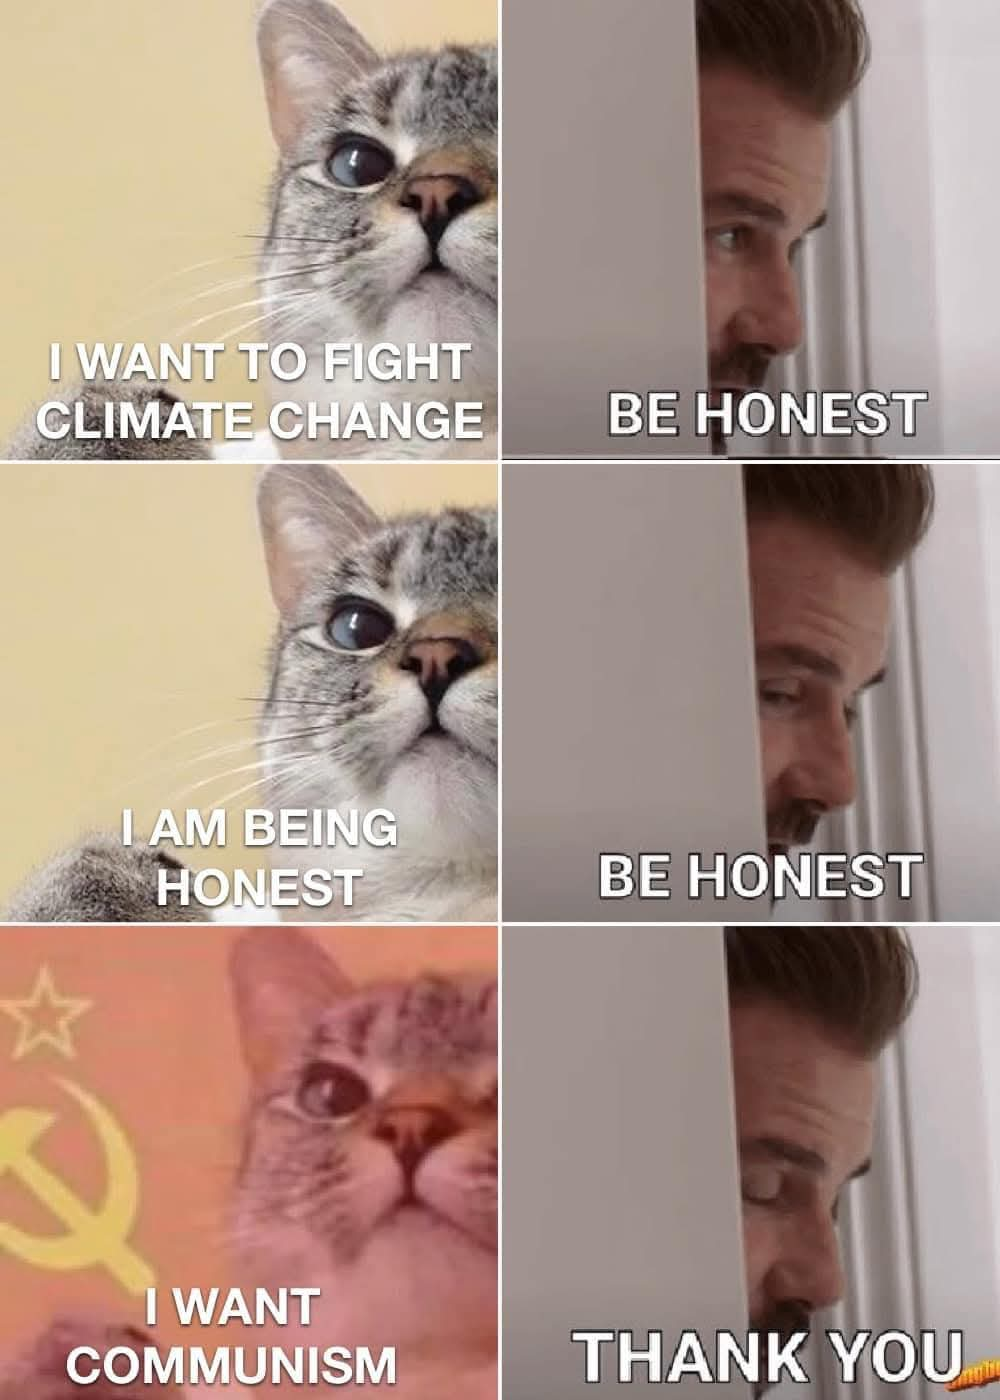 I WANT TO FIGHT
CLIMATE CHANGE
BE HONEST
I AM BEING
HONEST
BE HONEST
I WANT
COMMUNISM
THANK YOU